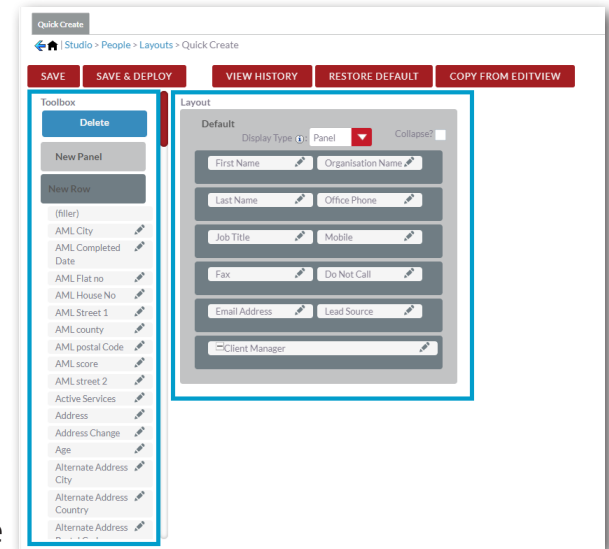 Quick Create
| Studio > People > Layouts > Quick Create
SAVE SAVE & DEPLOY VIEW HISTORY RESTORE DEFAULT COPY FROM EDITVIEW
Toolbox
Delete
New Panel
New Row
(filler)
AML City
AML Completed
Date
AML Flat no
AML House No
AML Street 1
AML county
AML postal Code
AML score
AML street 2
Active Services
Address
Address Change
Age
Alternate Address
City
Alternate Address
Country
Alternate Address
Layout
Default
Display Type : Panel Collapse?
First Name Organisation Name
Last Name Office Phone
Job Title Mobile
Fax Do Not Call
Email Address Lead Source
Client Manager